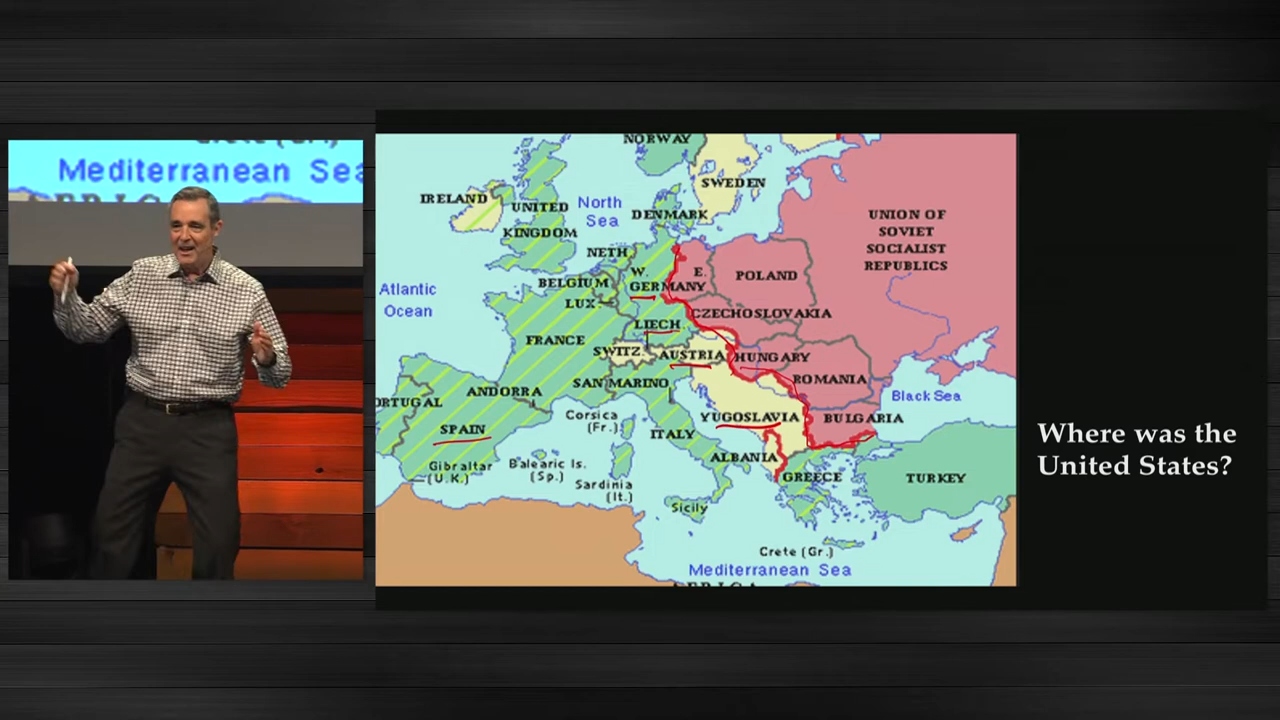 Mediterranean Sea
NORWAY
SWEDEN
IRELAND
UNITED
KINGDOM
North
Sea
DENMARK
UNION OF
SOVIET
SOCIALIST
REPUBLICS
NETH.
W.
GERMANY
E.
POLAND
BELGIUM
LUX.
Atlantic
Ocean
CZECHOSLOVAKIA
LIECH.
FRANCE
SWITZ.
AUSTRIA
HUNGARY
ROMANIA
SAN MARINO
ANDORRA
Black Sea
ORTUGAL
Corsica
(Fr.)
YUGOSLAVIA
BULGARIA
SPAIN
ITALY
ALBANIA
Gibraltar
(U.K.)
Balearic Is.
(Sp.)
Sardinia
(It.)
GREECE
TURKEY
Sicily
Crete (Gr.)
Mediterranean Sea
Where was the
United States?